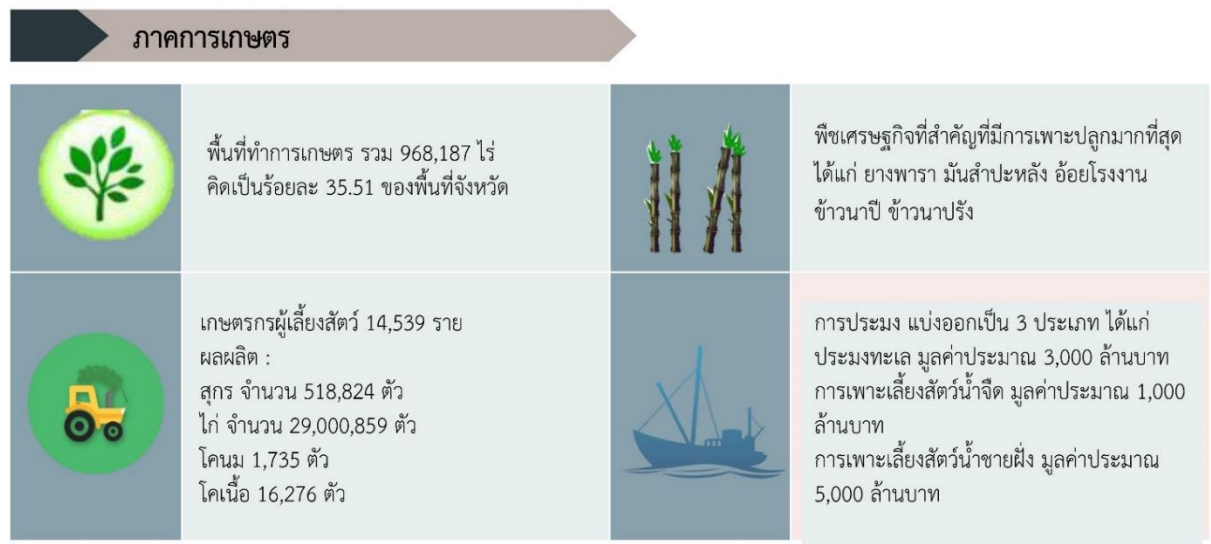 ภาคการเกษตร
พื้นที่ทำการเกษตร รวม 968,187 ไร่
คิดเป็นร้อยละ 35.51 ของพื้นที่จังหวัด
พืชเศรษฐกิจที่สำคัญที่มีการเพาะปลูกมากที่สุด
ได้แก่ ยางพารา มันสำปะหลัง อ้อยโรงงาน
ข้าวนาปี ข้าวนาปรัง
เกษตรกรผู้เลี้ยงสัตว์ 14,539 ราย
ผลผลิต :
สุกร จำนวน 518,824 ตัว
ไก่ จำนวน 29,000,859 ตัว
โคนม 1,735 ตัว
โคเนื้อ 16,276 ตัว
การประมง แบ่งออกเป็น 3 ประเภท ได้แก่
ประมงทะเล มูลค่าประมาณ 3,000 ล้านบาท
การเพาะเลี้ยงสัตว์น้ำจืด มูลค่าประมาณ 1,000
ล้านบาท
การเพาะเลี้ยงสัตว์น้ำชายฝั่ง มูลค่าประมาณ
5,000 ล้านบาท